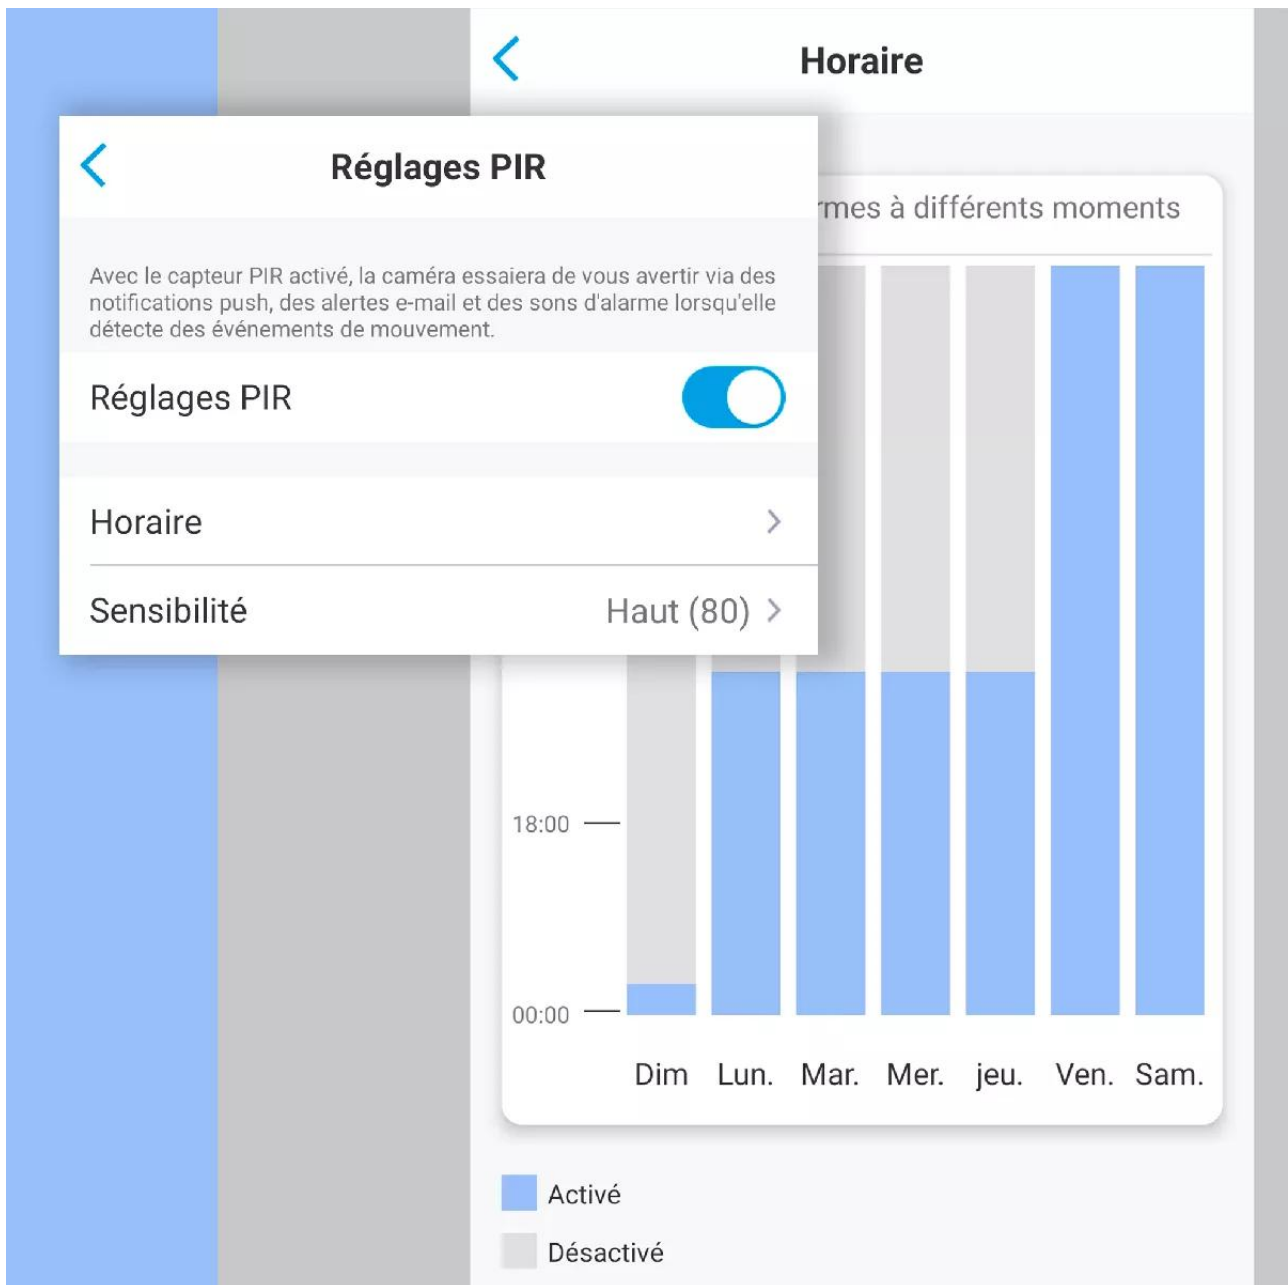 Horaire
Réglages PIR
rmes à différents moments
Avec le capteur PIR activé, la caméra essaiera de vous avertir via des
notifications push, des alertes e-mail et des sons d'alarme lorsqu'elle
détecte des événements de mouvement.
Réglages PIR
Horaire
Sensibilité Haut (80)
18:00
00:00
Dim Lun. Mar. Mer. jeu. Ven. Sam.
Activé
Désactivé